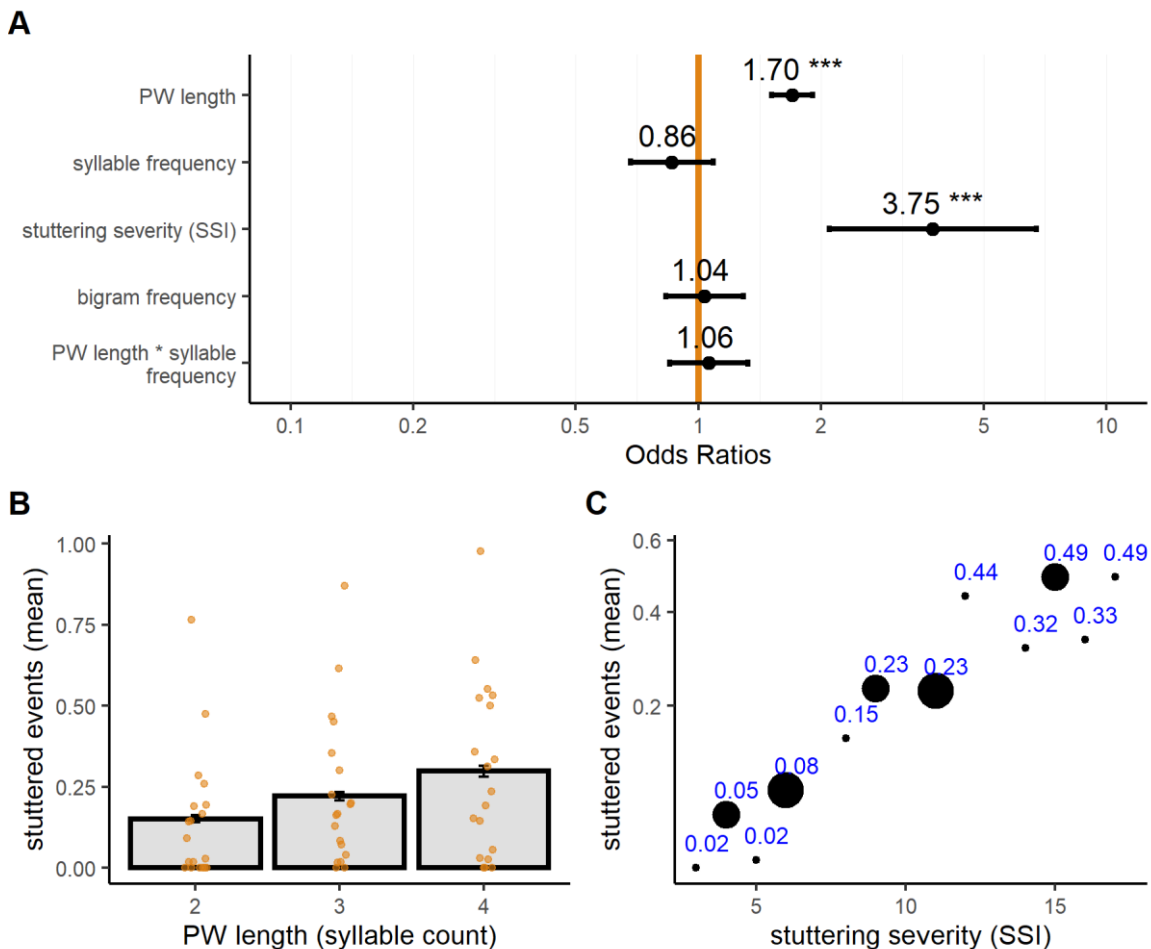 A
PW length
1.70 ***
syllable frequency
0.86
stuttering severity (SSI)
3.75 ***
bigram frequency
1.04
PW length * syllable
frequency
1.06
0.1 0.2 0.5 1 2 5 10
Odds Ratios
B
stuttered events (mean)
1.00
0.75
0.50
0.25
0.00
2 3 4
PW length (syllable count)
C
stuttered events (mean)
0.6
0.4
0.2
0.02
0.05
0.02
0.08
0.15
0.23
0.23
0.44
0.32
0.49
0.33
0.49
5 10 15
stuttering severity (SSI)